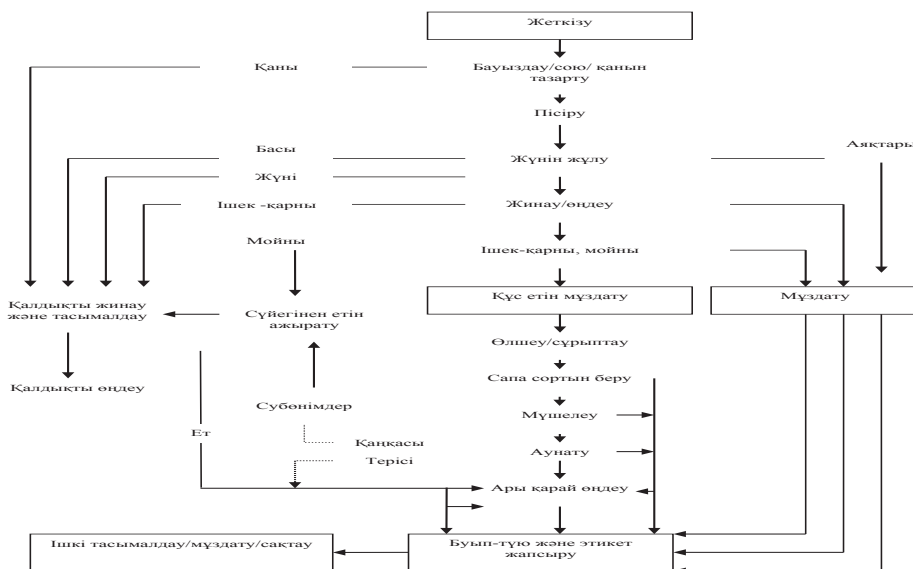 Жеткізу
Қаны
Бауыздау/сою/ қанын
тазарту
Пісіру
Басы
Жүнін жұлу
Аяқтары
Жүні
Ішек -қарны
Жинау/өңдеу
Мойны
Ішек-қарны, мойны
Қалдықты жинау
және тасымалдау
Сүйегінен етін
ажырату
Құс етін мұздату
Мұздату
Өлшеу/сұрыптау
Қалдықты өңдеу
Сапа сортын беру
Субөнімдер
Мүшелеу
Ет
Қаңқасы
Терісі
Аунату
Ары қарай өңдеу
Ішкі тасымалдау/мұздату/сақтау
Буып-түю және этикет
жапсыру